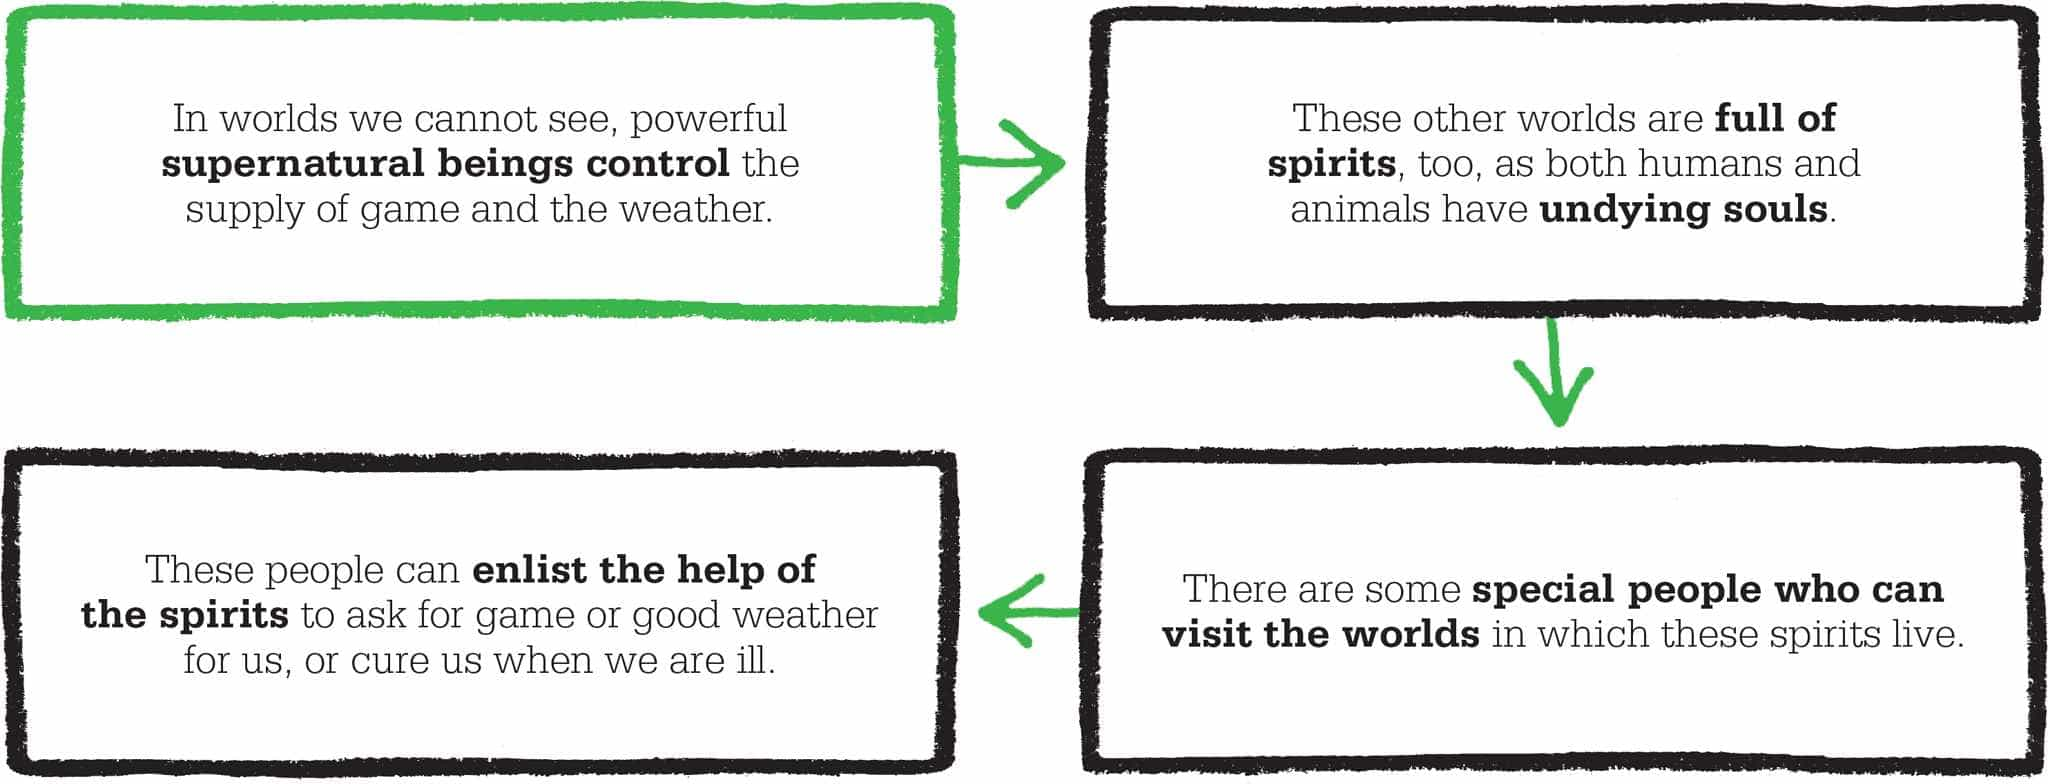 In worlds we cannot see, powerful
supernatural beings control the
supply of game and the weather.
These other worlds are full of
spirits, too, as both humans and
animals have undying souls.
There are some special people who can
visit the worlds in which these spirits live.
These people can enlist the help of
the spirits to ask for game or good weather
for us, or cure us when we are ill.